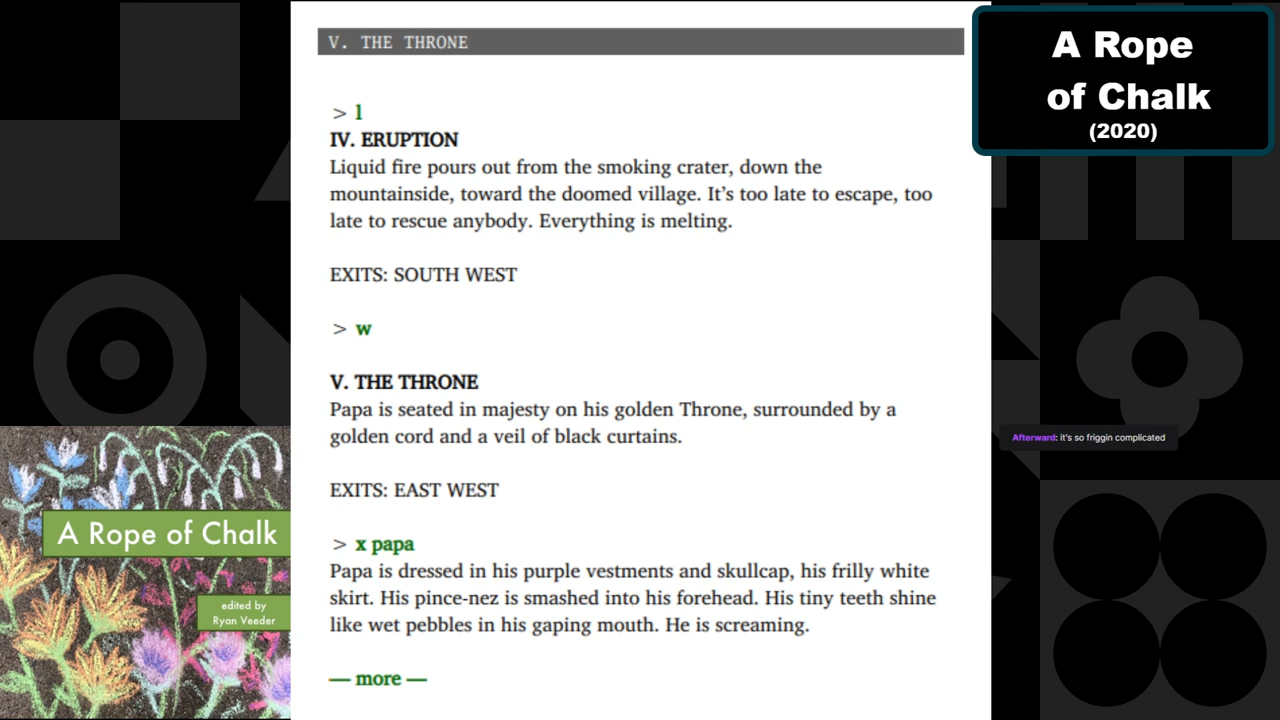 V. THE THRONE
> l
IV. ERUPTION
Liquid fire pours out from the smoking crater, down the
mountainside, toward the doomed village. It’s too late to escape, too
late to rescue anybody. Everything is melting.
EXITS: SOUTH WEST
> w
V. THE THRONE
Papa is seated in majesty on his golden Throne, surrounded by a
golden cord and a veil of black curtains.
EXITS: EAST WEST
> x papa
Papa is dressed in his purple vestments and skullcap, his frilly white
skirt. His pince-nez is smashed into his forehead. His tiny teeth shine
like wet pebbles in his gaping mouth. He is screaming.
— more —
A Rope
of Chalk
(2020)
Afterward: it's so friggin complicated
A Rope of Chalk
edited by
Ryan Veeder